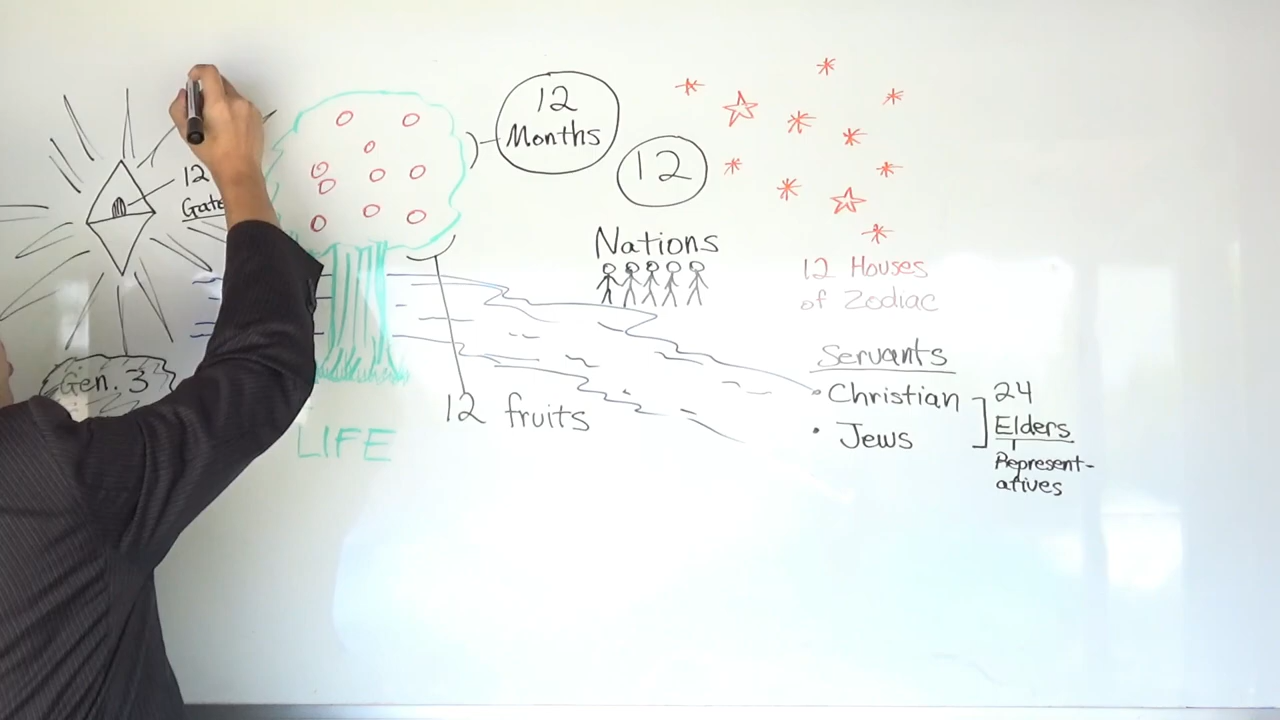 12
Months
12
12
Nations
Gen. 3
12 fruits
LIFE
12 Houses
of Zodiac
Servants
• Christian
• Jews
24
Elders
Represent-
atives